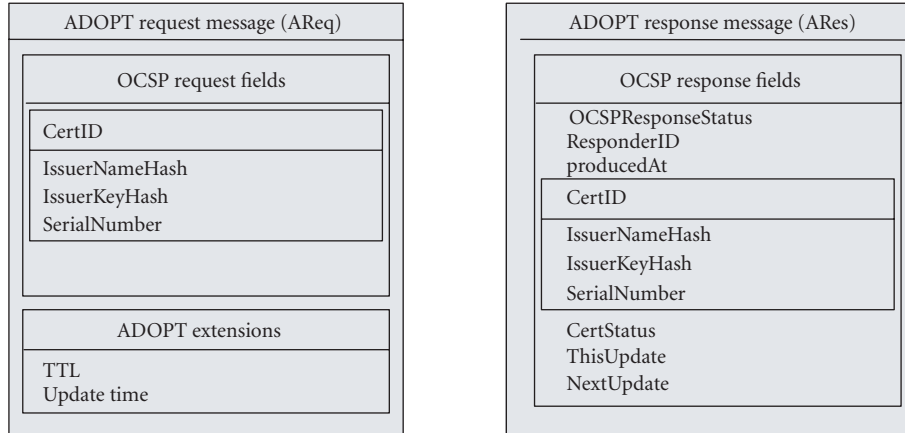 ADOPT request message (AReq)
OCSP request fields
CertID
IssuerNameHash
IssuerKeyHash
SerialNumber
ADOPT extensions
TTL
Update time
ADOPT response message (ARes)
OCSP response fields
OCSPResponseStatus
ResponderID
producedAt
CertID
IssuerNameHash
IssuerKeyHash
SerialNumber
CertStatus
ThisUpdate
NextUpdate